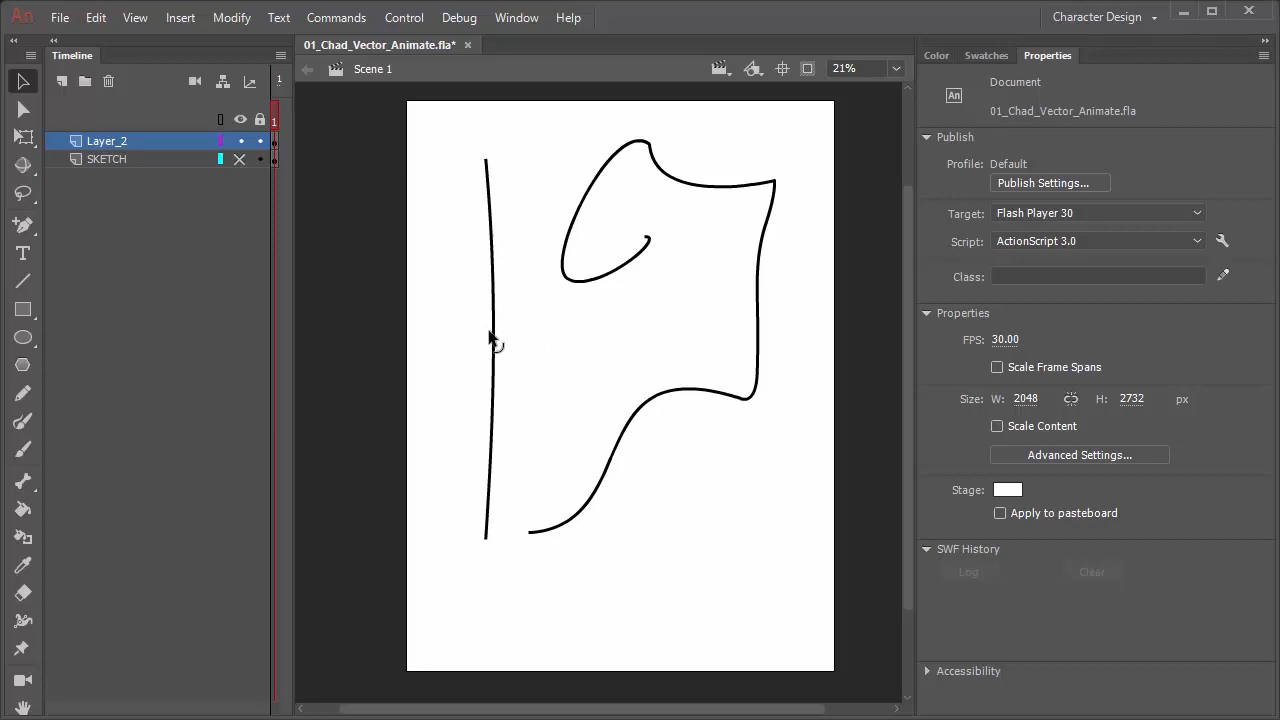 An File Edit View Insert Modify Text Commands Control Debug Window Help Character Design
Timeline 1
01_Chad_Vector_Animate.fla* ×
Color Swatches Properties
Scene 1 21%
Document
An 01_Chad_Vector_Animate.fla
1
Layer_2
SKETCH
Publish
Profile: Default
Publish Settings...
Target: Flash Player 30
Script: ActionScript 3.0
Class:
Properties
FPS: 30.00
Scale Frame Spans
Size: W: 2048 H: 2732 px
Scale Content
Advanced Settings...
Stage:
Apply to pasteboard
SWF History
Log Clear
Accessibility